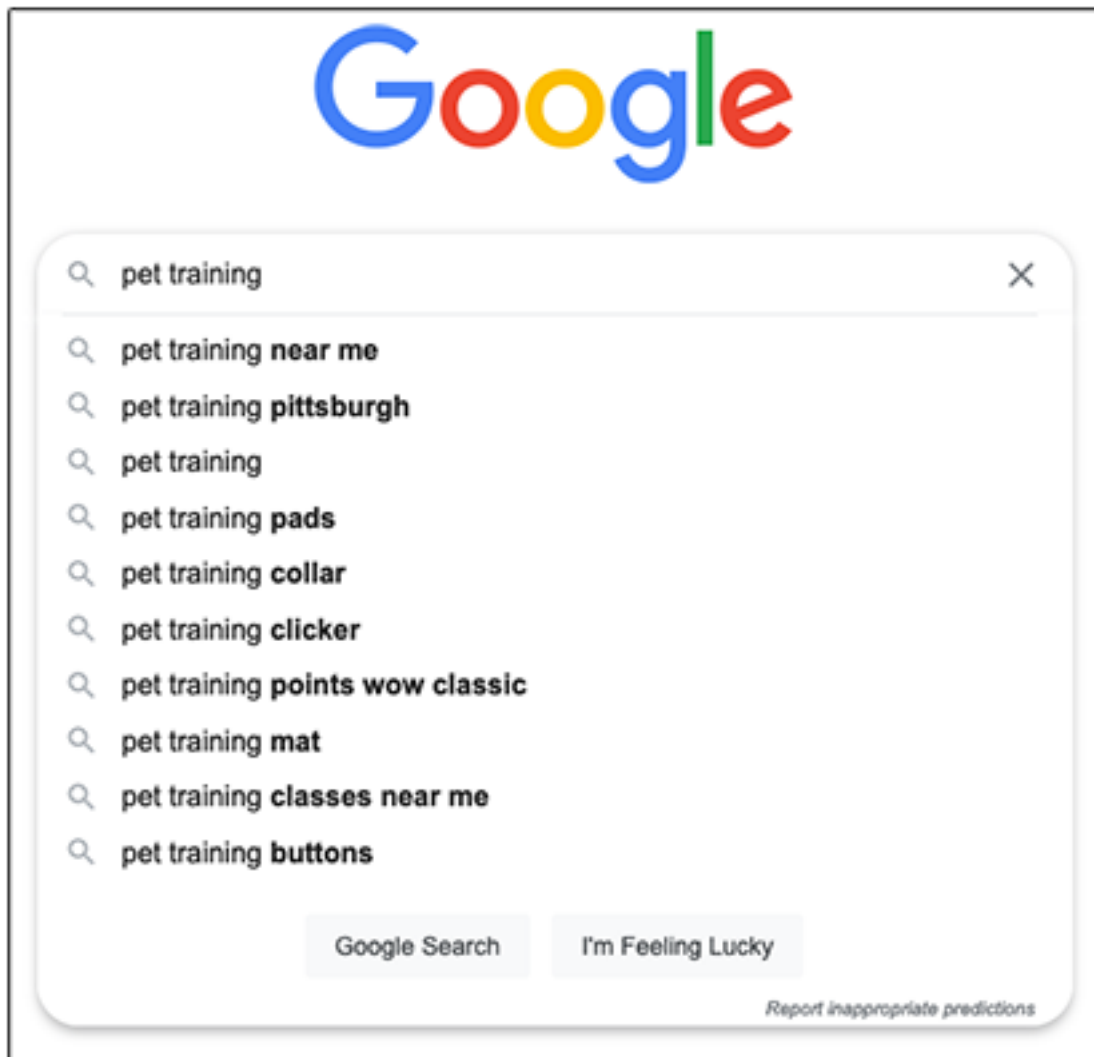 Google
pet training
pet training near me
pet training pittsburgh
pet training
pet training pads
pet training collar
pet training clicker
pet training points wow classic
pet training mat
pet training classes near me
pet training buttons
Google Search I'm Feeling Lucky
Report inappropriate predictions